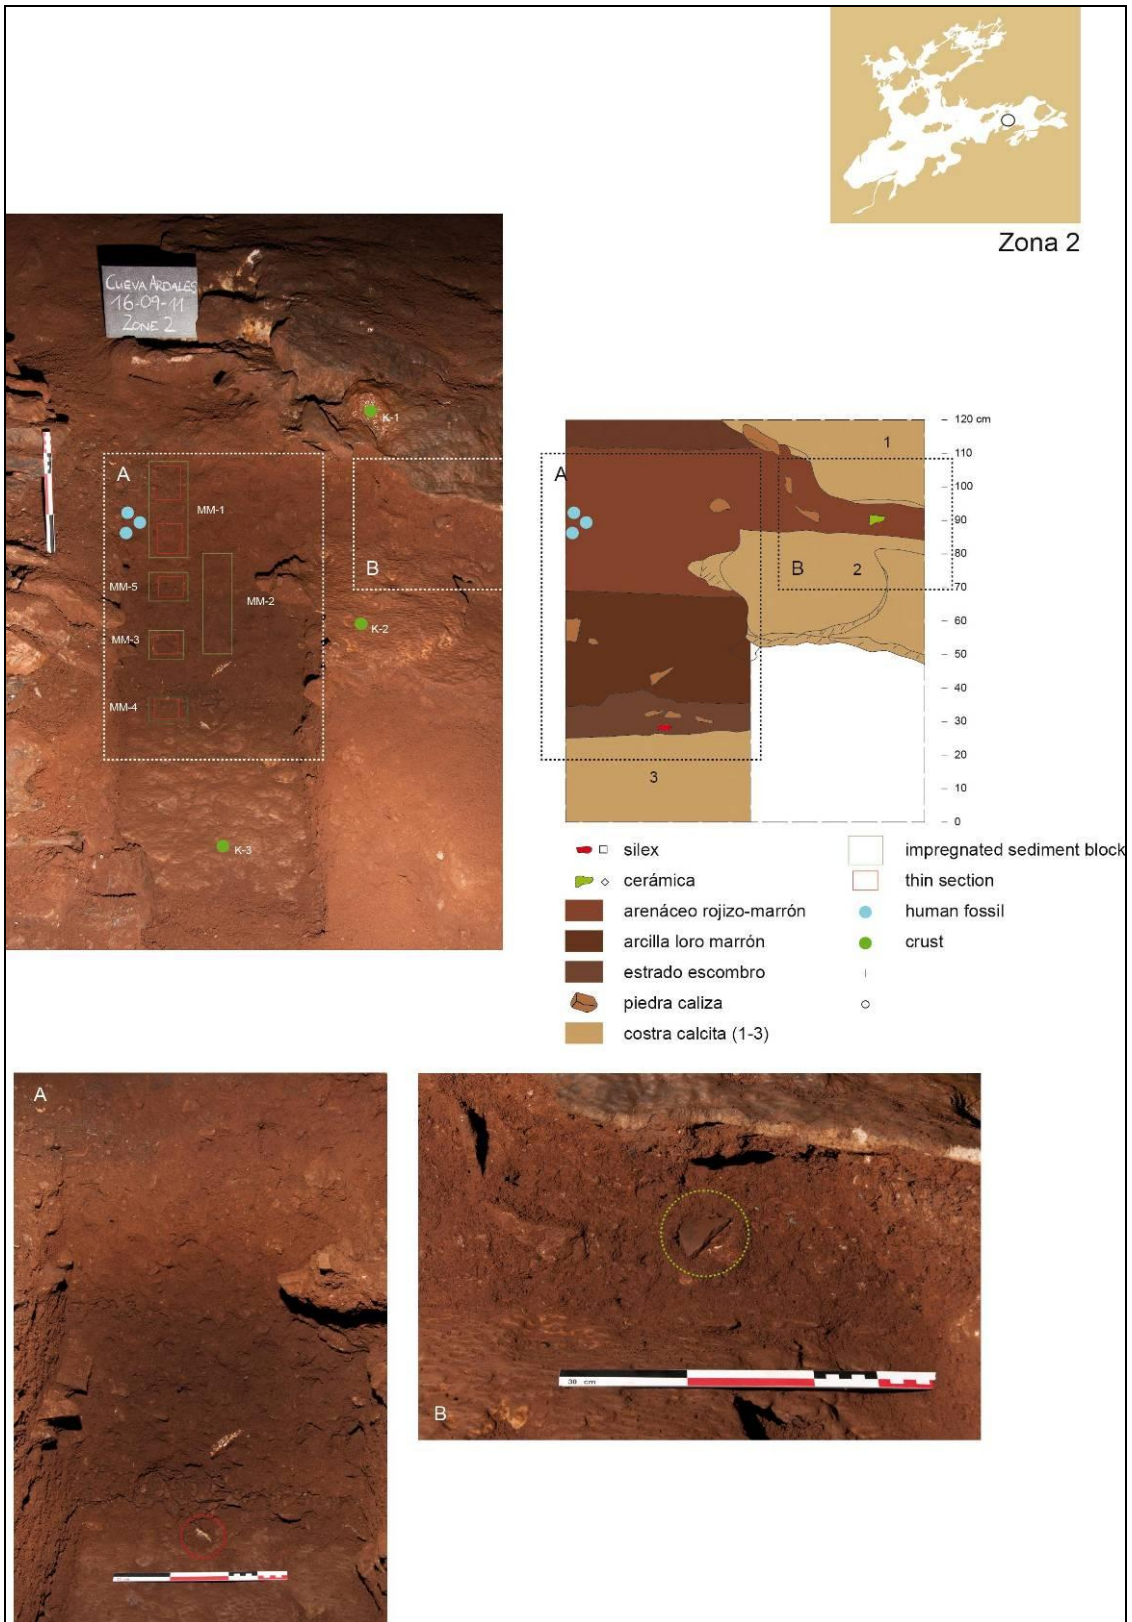 Zona 2
CUEVA ARDALES
16-09-11
ZONE 2
K-1
A
MM-1
B
MM-5
MM-2
MM-3
K-2
MM-4
K-3
120 cm
110
100
90
80
70
60
50
40
30
20
10
0
1
A
B
2
3
silex
cerámica
arenáceo rojizo-marrón
arcilla loro marrón
estrado escombro
piedra caliza
costra calcita (1-3)
impregnated sediment block
thin section
human fossil
crust
A
B
30 cm